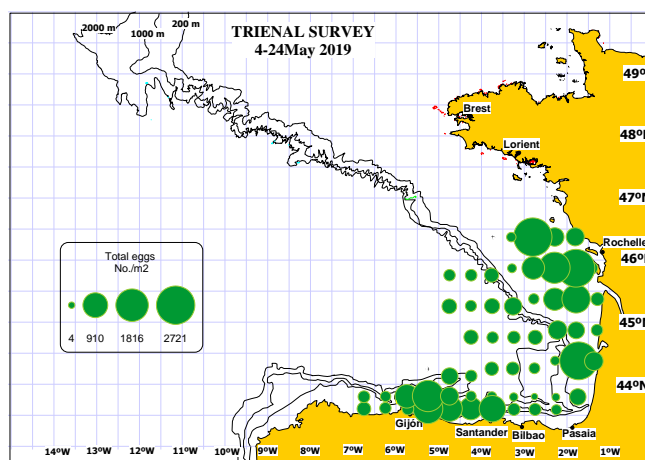 2000 m
1000 m
200 m
TRIENAL SURVEY
4-24May 2019
49º
Brest
48ºN
Lorient
47ºN
Rochelle
46ºN
Total eggs
No./m2
4 910 1816 2721
45ºN
44ºN
Gijón
Santander
Bilbao
Pasaia
14ºW 13ºW 12ºW 11ºW 10ºW 9ºW 8ºW 7ºW 6ºW 5ºW 4ºW 3ºW 2ºW 1ºW